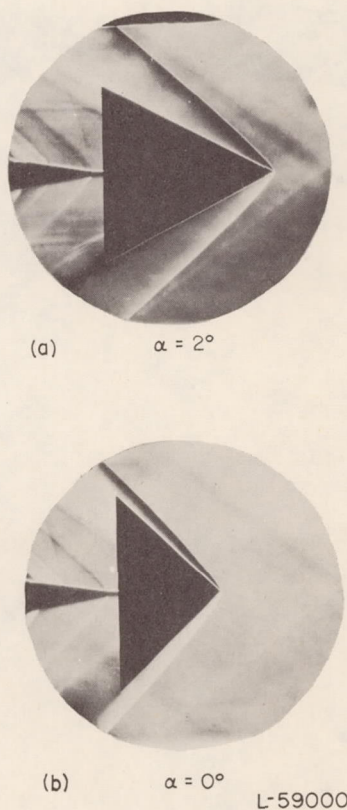 (a) α = 2°
(b) α = 0°
L-59000